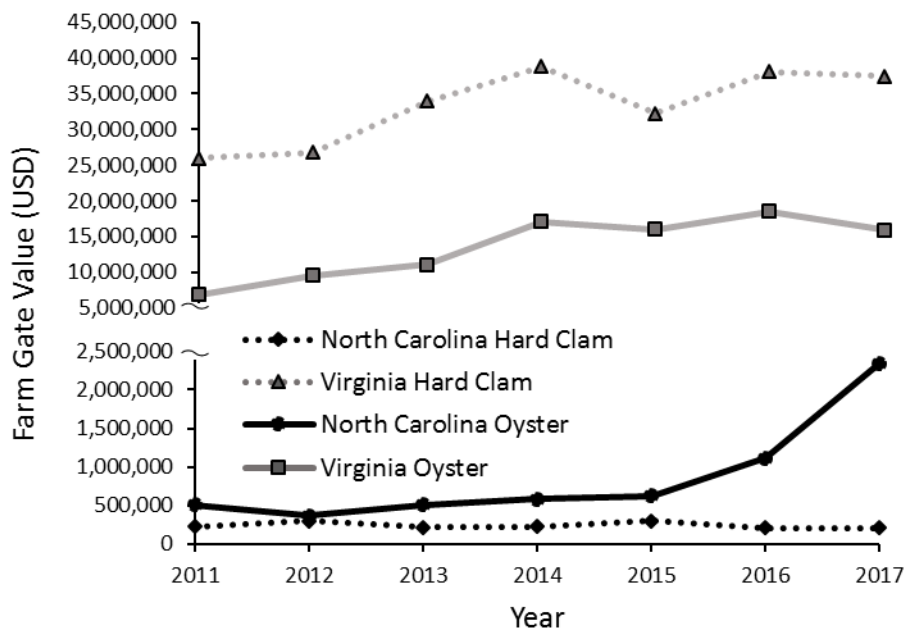 45,000,000
40,000,000
35,000,000
30,000,000
25,000,000
20,000,000
15,000,000
10,000,000
5,000,000
Farm Gate Value (USD)
North Carolina Hard Clam
2,500,000
Virginia Hard Clam
2,000,000
North Carolina Oyster
1,500,000
Virginia Oyster
1,000,000
500,000
0
2011 2012 2013 2014 2015 2016 2017
Year